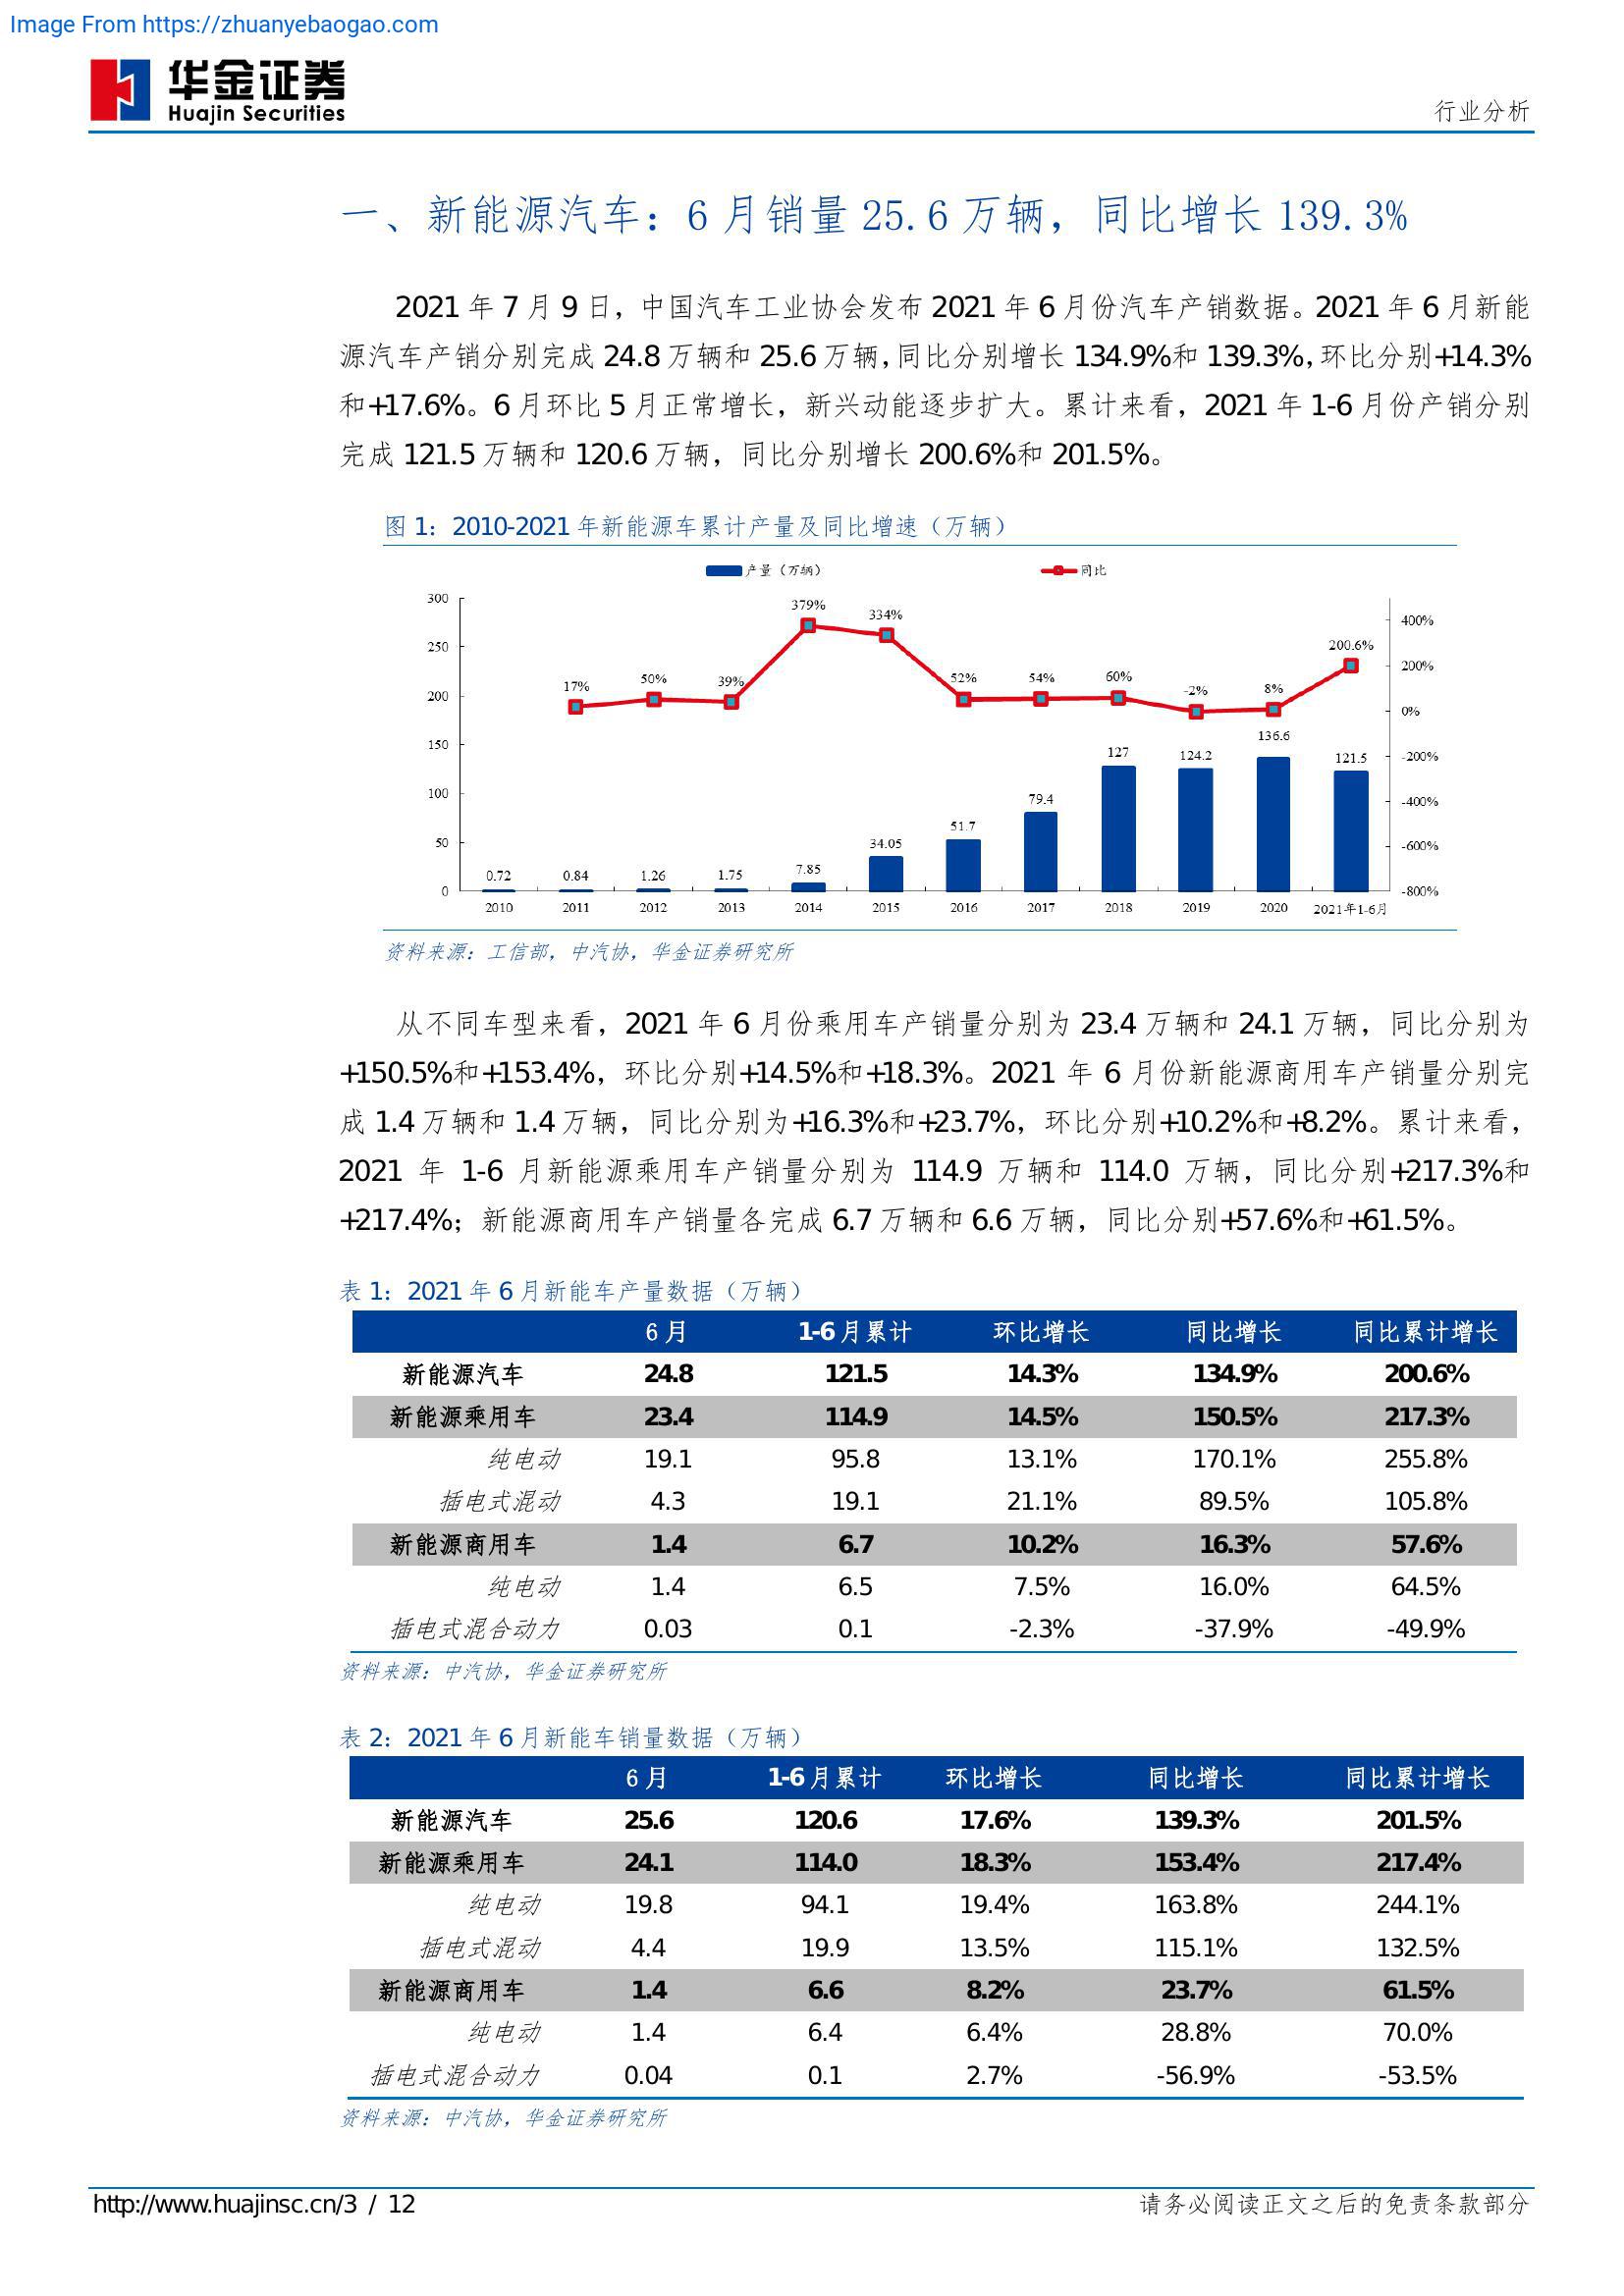 Image From https://zhuanyebaogao.com
华金证券
Huajin Securities
行业分析
一、新能源汽车：6 月销量 25.6 万辆，同比增长 139.3%
2021 年 7 月 9 日，中国汽车工业协会发布 2021 年 6 月份汽车产销数据。2021 年 6 月新能
源汽车产销分别完成 24.8 万辆和 25.6 万辆，同比分别增长 134.9%和 139.3%，环比分别+14.3%
和+17.6%。6 月环比 5 月正常增长，新兴动能逐步扩大。累计来看，2021 年 1-6 月份产销分别
完成 121.5 万辆和 120.6 万辆，同比分别增长 200.6%和 201.5%。
图 1：2010-2021 年新能源车累计产量及同比增速（万辆）
产量（万辆） 同比
300 250 200 150 100 50 0
17% 50% 39% 379% 334% 52% 54% 60% -2% 8% 200.6%
0.72 0.84 1.26 1.75 7.85 34.05 51.7 79.4 127 124.2 136.6 121.5
400% 200% 0% -200% -400% -600% -800%
2010 2011 2012 2013 2014 2015 2016 2017 2018 2019 2020 2021年1-6月
资料来源：工信部，中汽协，华金证券研究所
从不同车型来看，2021 年 6 月份乘用车产销量分别为 23.4 万辆和 24.1 万辆，同比分别为
+150.5%和+153.4%，环比分别+14.5%和+18.3%。2021 年 6 月份新能源商用车产销量分别完
成 1.4 万辆和 1.4 万辆，同比分别为+16.3%和+23.7%，环比分别+10.2%和+8.2%。累计来看，
2021 年 1-6 月新能源乘用车产销量分别为 114.9 万辆和 114.0 万辆，同比分别+217.3%和
+217.4%；新能源商用车产销量各完成 6.7 万辆和 6.6 万辆，同比分别+57.6%和+61.5%。
表 1：2021 年 6 月新能车产量数据（万辆）
6 月 1-6 月累计 环比增长 同比增长 同比累计增长
新能源汽车 24.8 121.5 14.3% 134.9% 200.6%
新能源乘用车 23.4 114.9 14.5% 150.5% 217.3%
纯电动 19.1 95.8 13.1% 170.1% 255.8%
插电式混动 4.3 19.1 21.1% 89.5% 105.8%
新能源商用车 1.4 6.7 10.2% 16.3% 57.6%
纯电动 1.4 6.5 7.5% 16.0% 64.5%
插电式混合动力 0.03 0.1 -2.3% -37.9% -49.9%
资料来源：中汽协，华金证券研究所
表 2：2021 年 6 月新能车销量数据（万辆）
6 月 1-6 月累计 环比增长 同比增长 同比累计增长
新能源汽车 25.6 120.6 17.6% 139.3% 201.5%
新能源乘用车 24.1 114.0 18.3% 153.4% 217.4%
纯电动 19.8 94.1 19.4% 163.8% 244.1%
插电式混动 4.4 19.9 13.5% 115.1% 132.5%
新能源商用车 1.4 6.6 8.2% 23.7% 61.5%
纯电动 1.4 6.4 6.4% 28.8% 70.0%
插电式混合动力 0.04 0.1 2.7% -56.9% -53.5%
资料来源：中汽协，华金证券研究所
http://www.huajinsc.cn/3 / 12
请务必阅读正文之后的免责条款部分